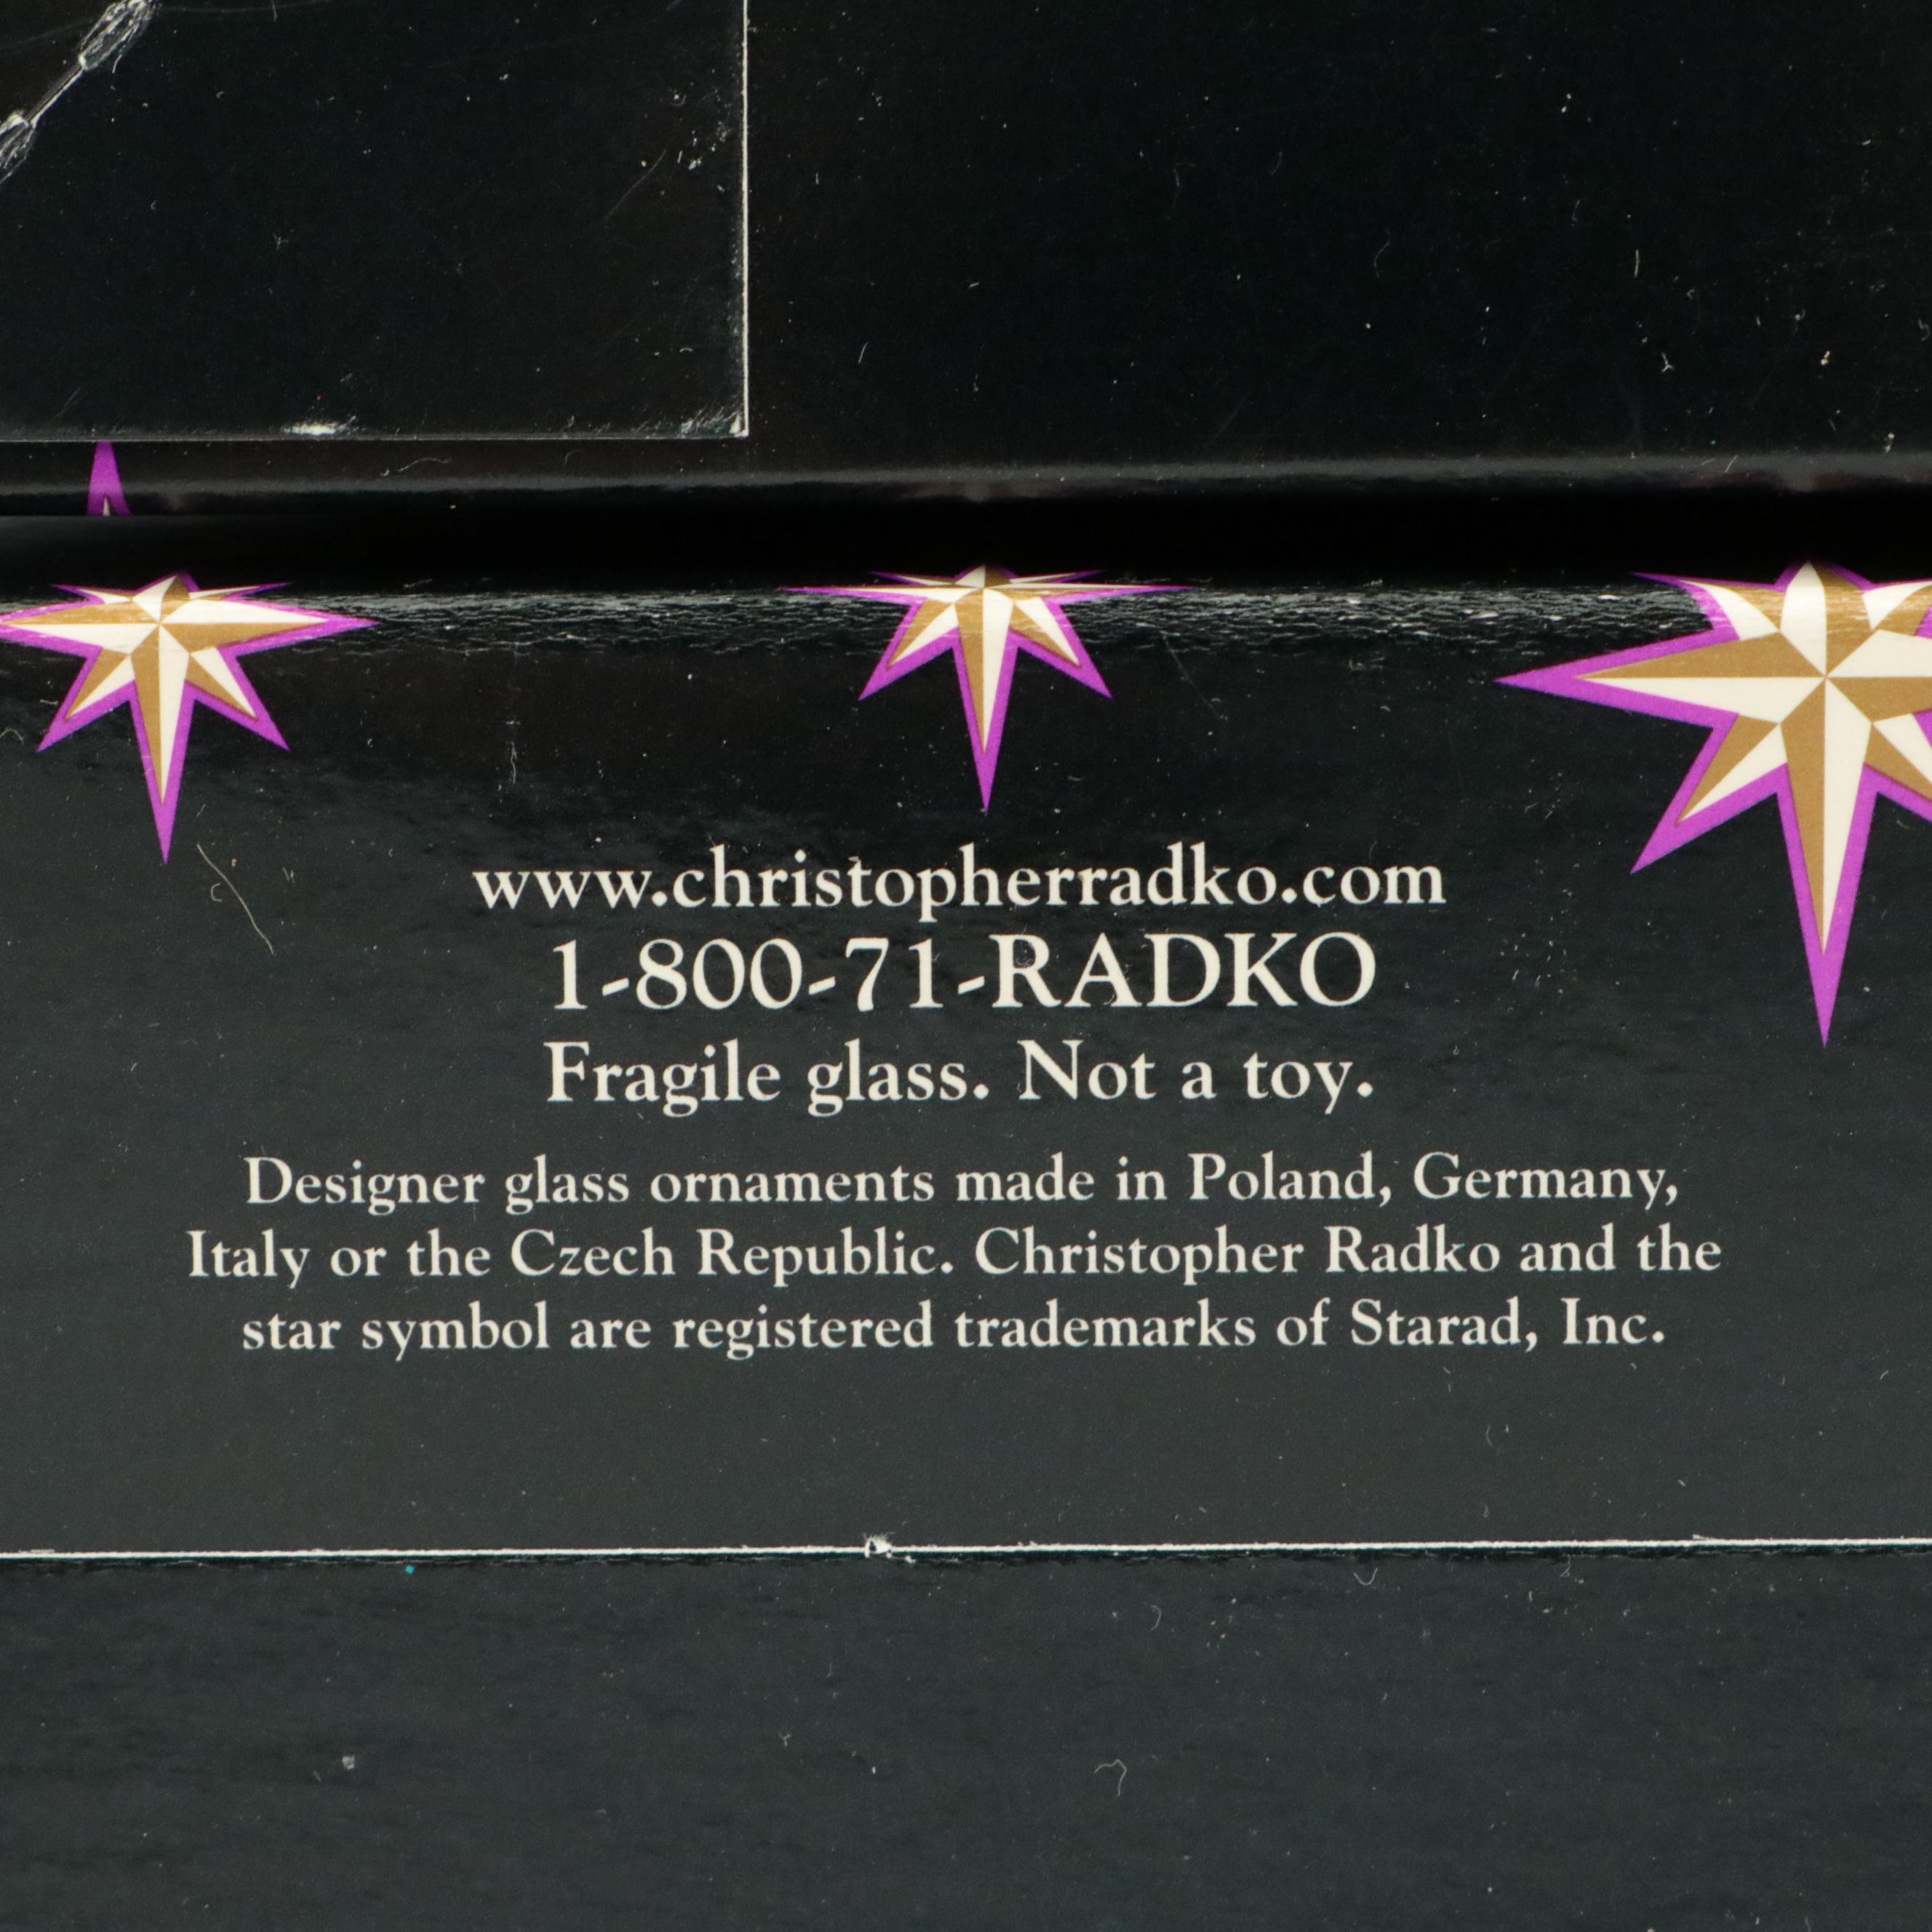 www.christopherradko.com
1-800-71-RADKO
Fragile glass. Not a toy.
Designer glass ornaments made in Poland, Germany,
Italy or the Czech Republic. Christopher Radko and the
star symbol are registered trademarks of Starad, Inc.